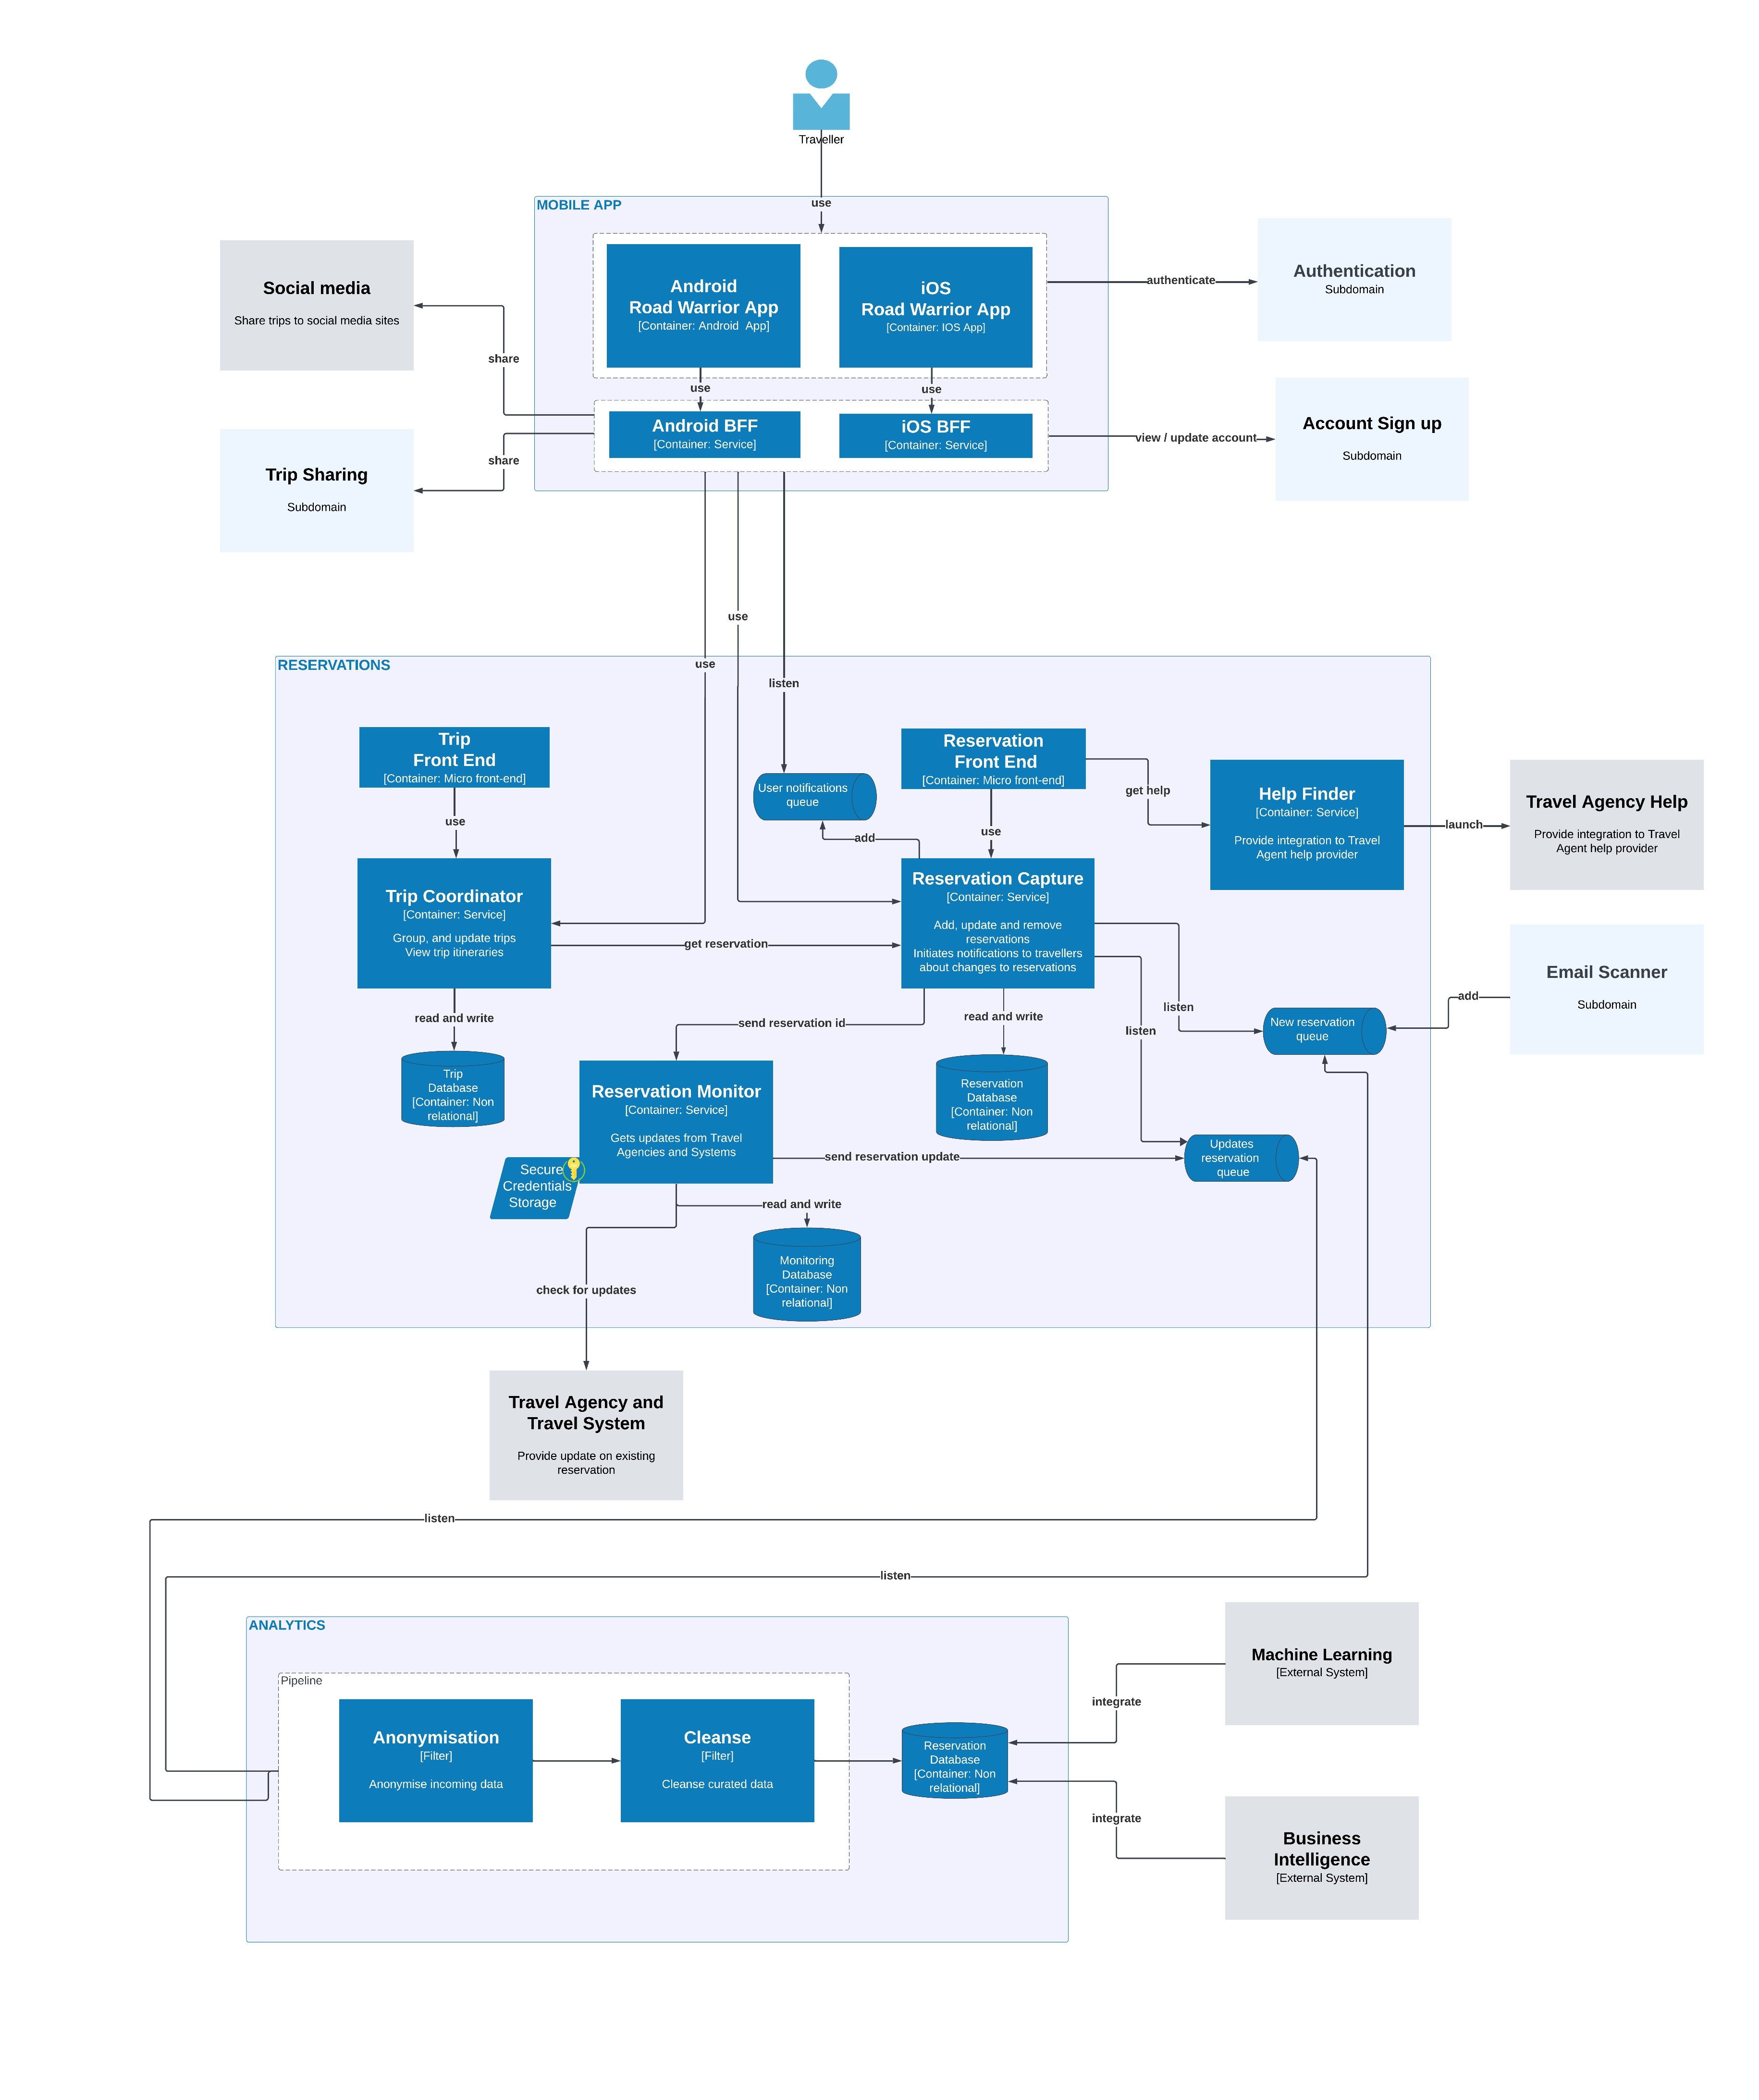 Traveller
use
MOBILE APP
Android
Road Warrior App
[Container: Android  App]
iOS
Road Warrior App
[Container: IOS App]
authenticate
Authentication
Subdomain
Social media
Share trips to social media sites
share
use
use
Android BFF
[Container: Service]
iOS BFF
[Container: Service]
view / update account
Account Sign up
Subdomain
share
Trip Sharing
Subdomain
use
use
listen
RESERVATIONS
Trip
Front End
[Container: Micro front-end]
use
User notifications
queue
add
Reservation
Front End
[Container: Micro front-end]
use
get help
Help Finder
[Container: Service]
Provide integration to Travel
Agent help provider
launch
Travel Agency Help
Provide integration to Travel
Agent help provider
Trip Coordinator
[Container: Service]
Group, and update trips
View trip itineraries
get reservation
Reservation Capture
[Container: Service]
Add, update and remove
reservations
Initiates notifications to travellers
about changes to reservations
listen
listen
Email Scanner
Subdomain
add
New reservation
queue
read and write
Trip
Database
[Container: Non
relational]
send reservation id
read and write
Reservation
Database
[Container: Non
relational]
Reservation Monitor
[Container: Service]
Gets updates from Travel
Agencies and Systems
Secure
Credentials
Storage
send reservation update
Updates
reservation
queue
read and write
Monitoring
Database
[Container: Non
relational]
check for updates
Travel Agency and
Travel System
Provide update on existing
reservation
listen
listen
ANALYTICS
Pipeline
Anonymisation
[Filter]
Anonymise incoming data
Cleanse
[Filter]
Cleanse curated data
Reservation
Database
[Container: Non
relational]
integrate
Machine Learning
[External System]
integrate
Business
Intelligence
[External System]